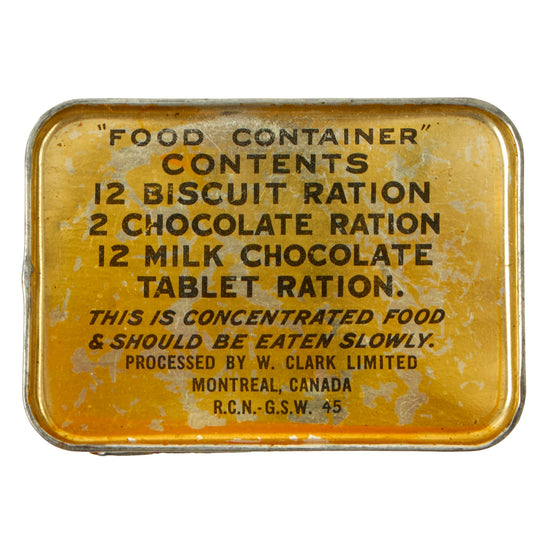 "FOOD CONTAINER"
CONTENTS
12 BISCUIT RATION
2 CHOCOLATE RATION
12 MILK CHOCOLATE
TABLET RATION.
THIS IS CONCENTRATED FOOD
& SHOULD BE EATEN SLOWLY.
PROCESSED BY W. CLARK LIMITED
MONTREAL, CANADA
R.C.N.-G.S.W. 45